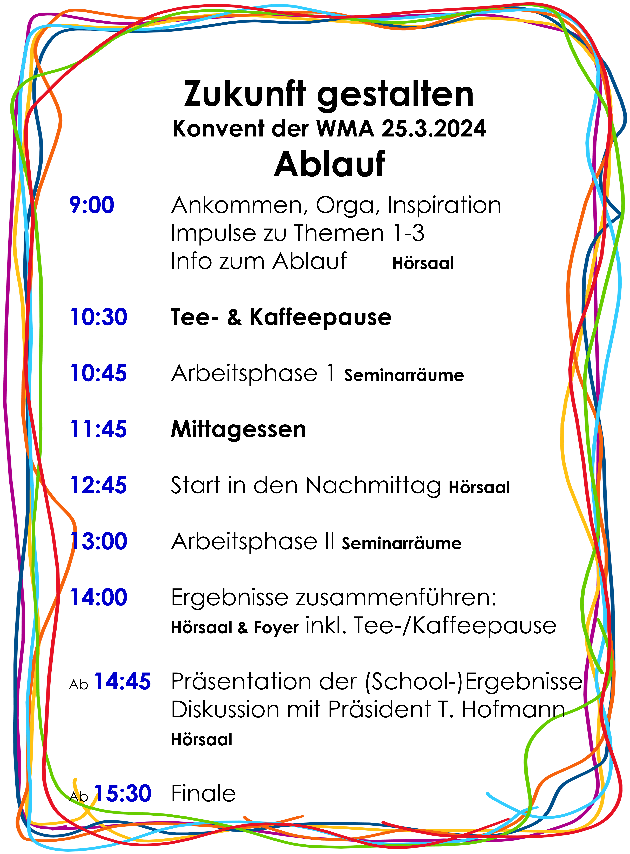 Zukunft gestalten
Konvent der WMA 25.3.2024
Ablauf
9:00 Ankommen, Orga, Inspiration
Impulse zu Themen 1-3
Info zum Ablauf Hörsaal
10:30 Tee- & Kaffeepause
10:45 Arbeitsphase 1 Seminarräume
11:45 Mittagessen
12:45 Start in den Nachmittag Hörsaal
13:00 Arbeitsphase II Seminarräume
14:00 Ergebnisse zusammenführen:
Hörsaal & Foyer inkl. Tee-/Kaffeepause
Ab 14:45 Präsentation der (School-)Ergebnisse
Diskussion mit Präsident T. Hofmann
Hörsaal
Ab 15:30 Finale